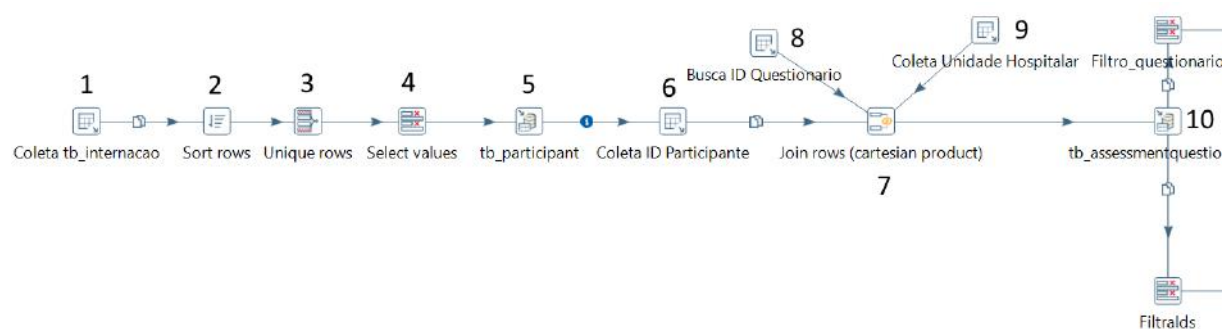 8
9
Busca ID Questionario
Coleta Unidade Hospitalar
Filtro_questionario
1
2
3
4
5
6
10
Coleta tb_internacao
Sort rows
Unique rows
Select values
tb_participant
Coleta ID Participante
Join rows (cartesian product)
tb_assessmentquestio
7
FiltraIds